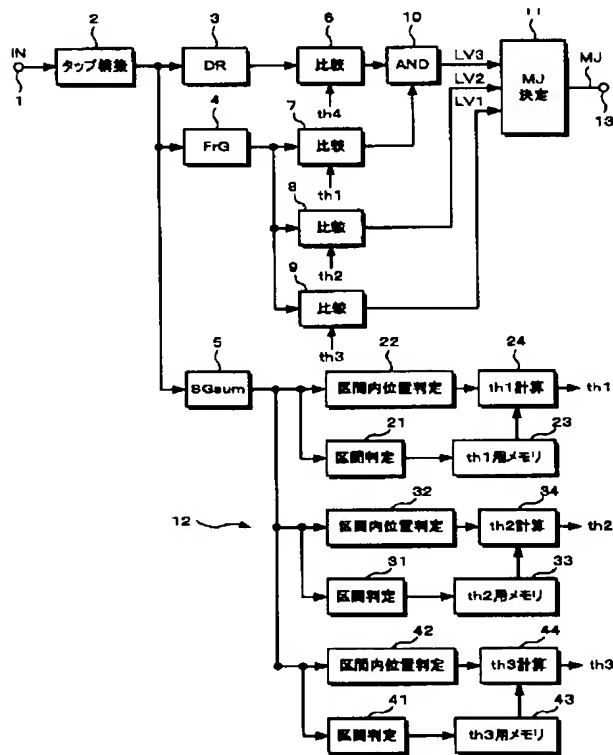 11
2
3
6
10
IN
タップ構築
DR
比較
AND
LV3
LV2
LV1
MJ
決定
MJ
1
13
th4
4
7
FrG
比較
th1
8
比較
th2
9
比較
th3
5
22
24
SGsum
区間内位置判定
th1計算
th1
21
23
区間判定
th1用メモリ
32
34
12
区間内位置判定
th2計算
th2
31
33
区間判定
th2用メモリ
42
44
区間内位置判定
th3計算
th3
41
43
区間判定
th3用メモリ